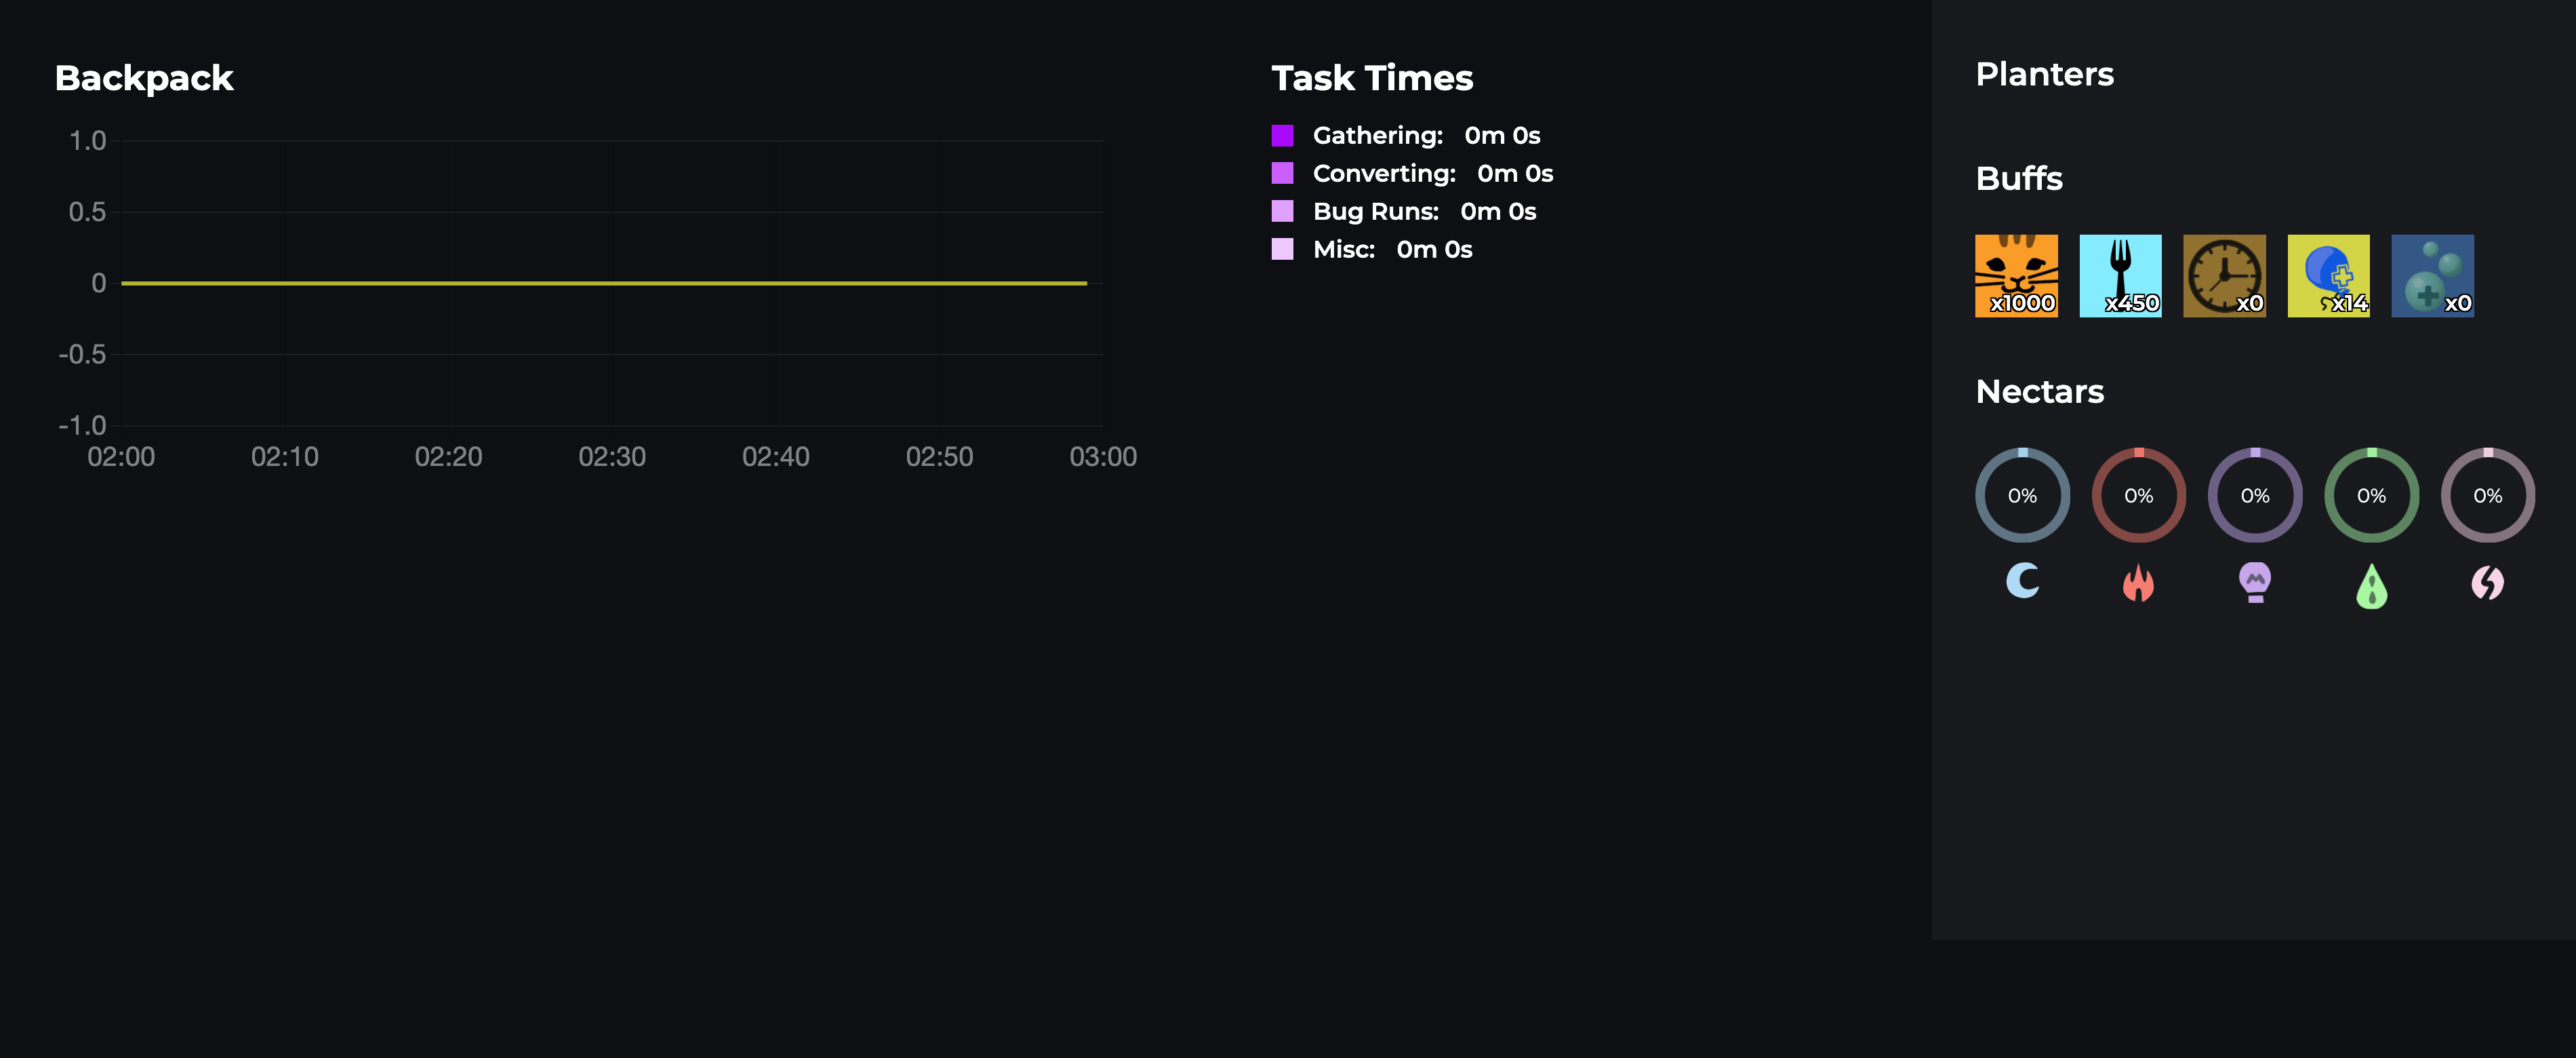 Backpack
1.0
0.5
0
-0.5
-1.0
02:00 02:10 02:20 02:30 02:40 02:50 03:00
Task Times
Gathering: 0m 0s
Converting: 0m 0s
Bug Runs: 0m 0s
Misc: 0m 0s
Planters
Buffs
x1000 x450 x0 x14 x0
Nectars
0% 0% 0% 0% 0%